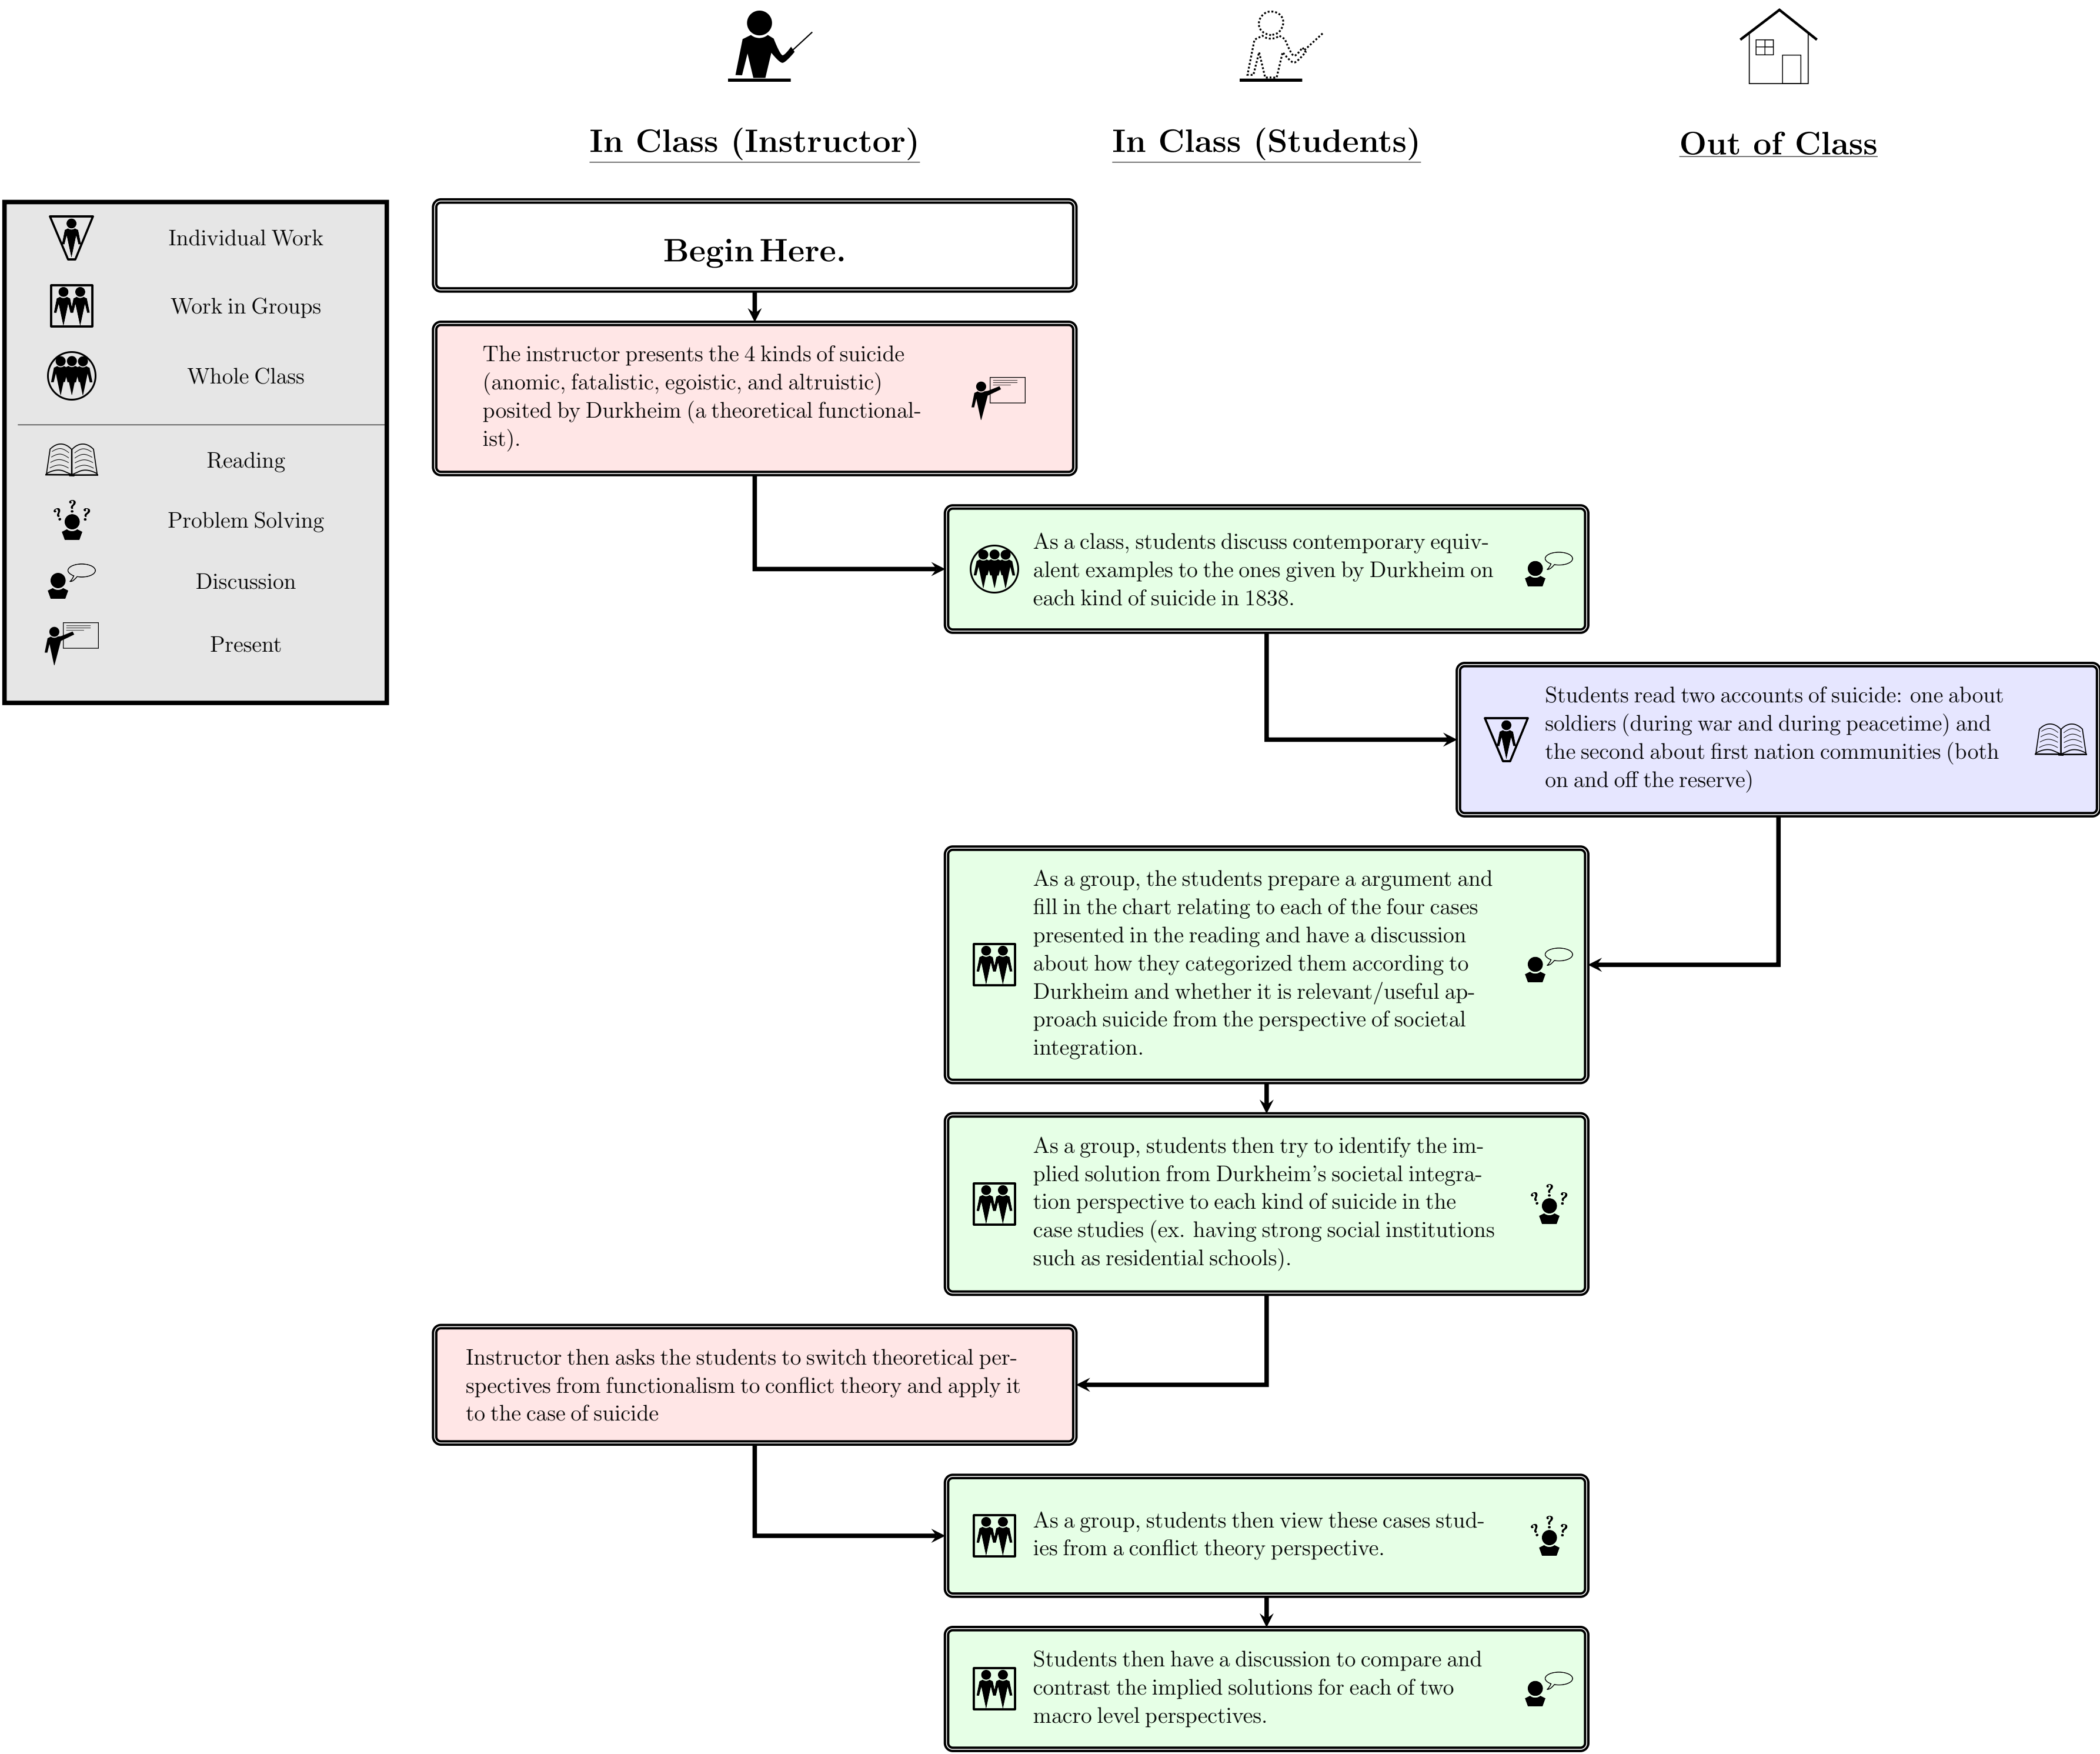 In Class (Instructor)
In Class (Students)
Out of Class
Individual Work
Work in Groups
Whole Class
Reading
Problem Solving
Discussion
Present
Begin Here.
The instructor presents the 4 kinds of suicide
(anomic, fatalistic, egoistic, and altruistic)
posited by Durkheim (a theoretical functional-
ist).
As a class, students discuss contemporary equiv-
alent examples to the ones given by Durkheim on
each kind of suicide in 1838.
Students read two accounts of suicide: one about
soldiers (during war and during peacetime) and
the second about first nation communities (both
on and off the reserve)
As a group, the students prepare a argument and
fill in the chart relating to each of the four cases
presented in the reading and have a discussion
about how they categorized them according to
Durkheim and whether it is relevant/useful ap-
proach suicide from the perspective of societal
integration.
As a group, students then try to identify the im-
plied solution from Durkheim's societal integra-
tion perspective to each kind of suicide in the
case studies (ex. having strong social institutions
such as residential schools).
Instructor then asks the students to switch theoretical per-
spectives from functionalism to conflict theory and apply it
to the case of suicide
As a group, students then view these cases stud-
ies from a conflict theory perspective.
Students then have a discussion to compare and
contrast the implied solutions for each of two
macro level perspectives.